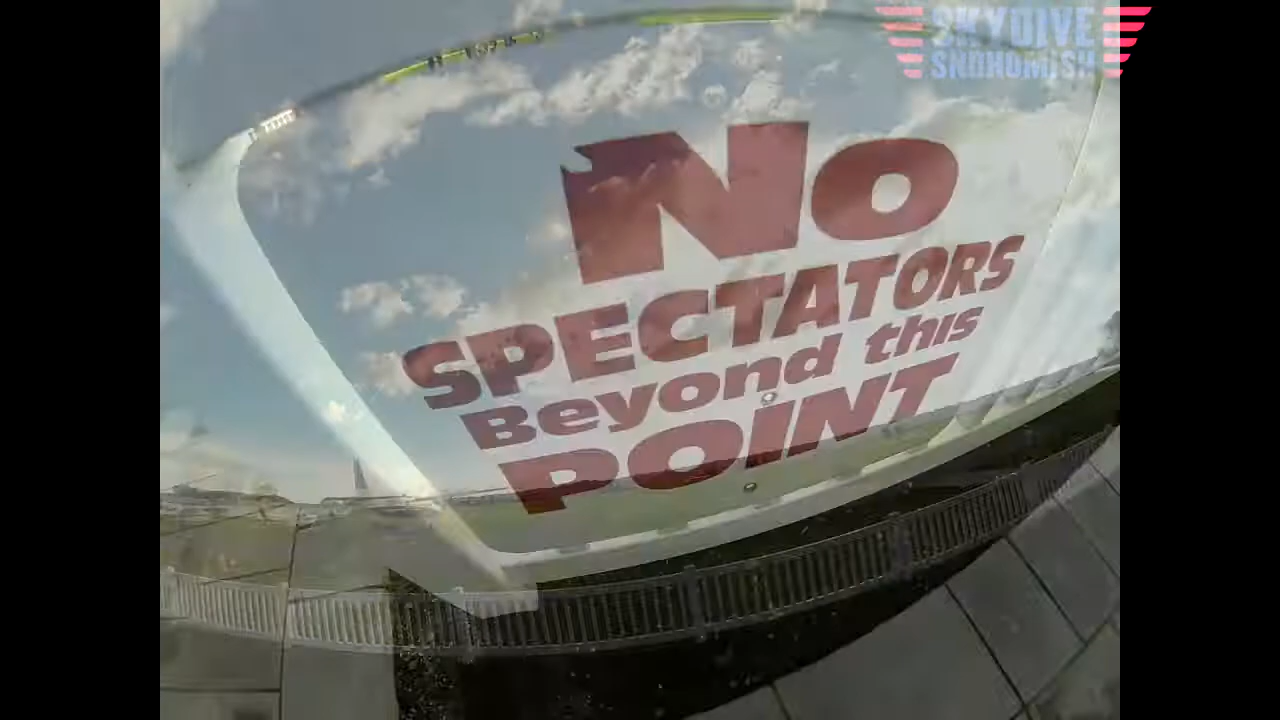 SKYDIVE
SNOHOMISH
No
SPECTATORS
Beyond this
POINT